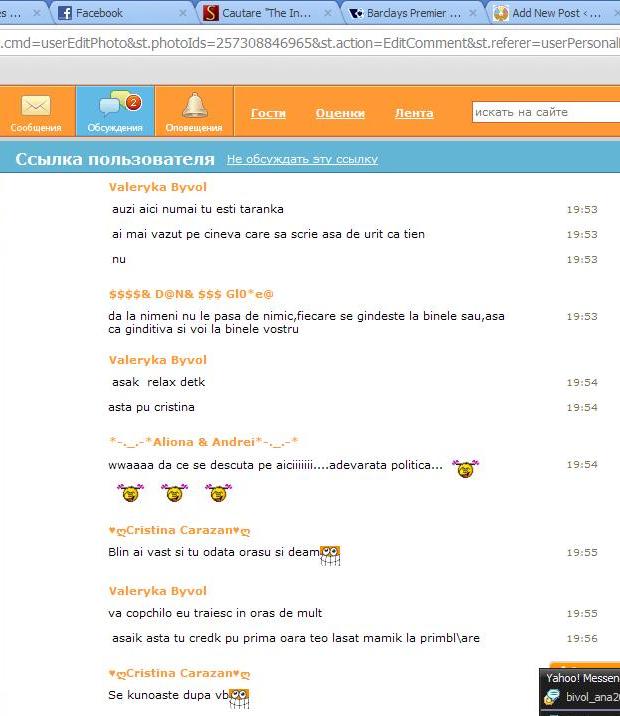 es ...
Facebook
Cautare "The In...
Barclays Premier ...
Add New Post ‹ ...
.cmd=userEditPhoto&st.photoIds=257308846965&st.action=EditComment&st.referer=userPersonal
Сообщения
2
Обсуждения
Оповещения
Гости
Оценки
Лента
искать на сайте
Ссылка пользователя Не обсуждать эту ссылку
Valeryka Byvol
auzi aici numai tu esti taranka 19:53
ai mai vazut pe cineva care sa scrie asa de urit ca tien 19:53
nu 19:53
$$$$& D@N& $$$ Gl0*e@
da la nimeni nu le pasa de nimic,fiecare se gindeste la binele sau,asa 19:53
ca ginditiva si voi la binele vostru
Valeryka Byvol
asak relax detk 19:54
asta pu cristina 19:54
*-._.-*Aliona & Andrei*-._.-*
wwaaaa da ce se descuta pe aiciiiiiii....adevarata politica... 19:54
♥ღCristina Carazan♥ღ
Blin ai vast si tu odata orasu si deam 19:55
Valeryka Byvol
va copchilo eu traiesc in oras de mult 19:55
asaik asta tu credk pu prima oara teo lasat mamik la primbl\are 19:56
♥ღCristina Carazan♥ღ
Se kunoaste dupa vb
Yahoo! Messen
bivol_ana20